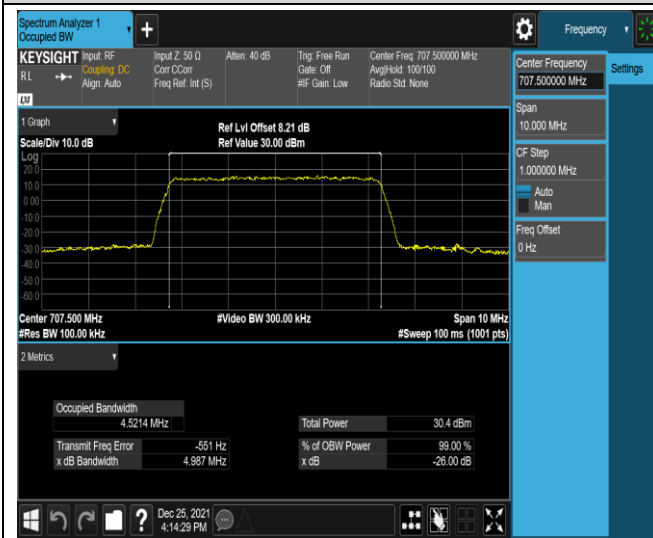 Spectrum Analyzer 1
Occupied BW
+
Frequency
KEYSIGHT
RL
LXI
Input: RF
Coupling: DC
Align: Auto
Input Z: 50 Ω
Corr CCorr
Freq Ref: Int (S)
Atten: 40 dB
Trig: Free Run
Gate: Off
#IF Gain: Low
Center Freq: 707.500000 MHz
Avg|Hold: 100/100
Radio Std: None
Center Frequency
707.500000 MHz
Settings
Span
10.000 MHz
CF Step
1.000000 MHz
Auto
Man
Freq Offset
0 Hz
1 Graph
Scale/Div 10.0 dB
Ref Lvl Offset 8.21 dB
Ref Value 30.00 dBm
Log
20.0
10.0
0.00
-10.0
-20.0
-30.0
-40.0
-50.0
-60.0
Center 707.500 MHz
#Video BW 300.00 kHz
Span 10 MHz
#Res BW 100.00 kHz
#Sweep 100 ms (1001 pts)
2 Metrics
Occupied Bandwidth
4.5214 MHz
Total Power 30.4 dBm
Transmit Freq Error -551 Hz
% of OBW Power 99.00 %
x dB Bandwidth 4.987 MHz
x dB -26.00 dB
?
Dec 25, 2021
4:14:29 PM